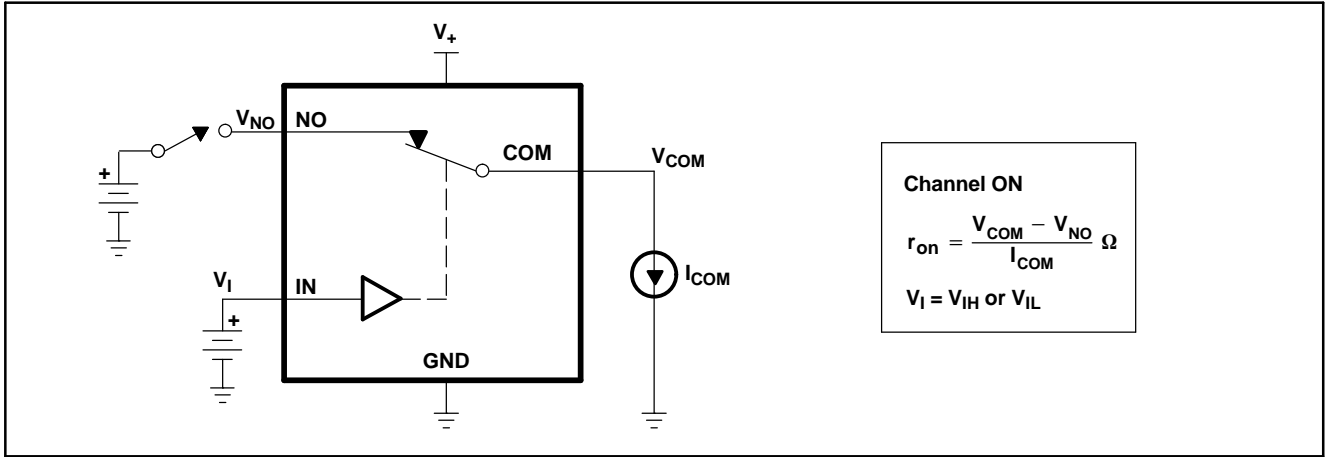 V+
VNO NO
COM
VCOM
+
VI
IN
+
ICOM
GND
Channel ON
ron = VCOM − VNO / ICOM Ω
VI = VIH or VIL